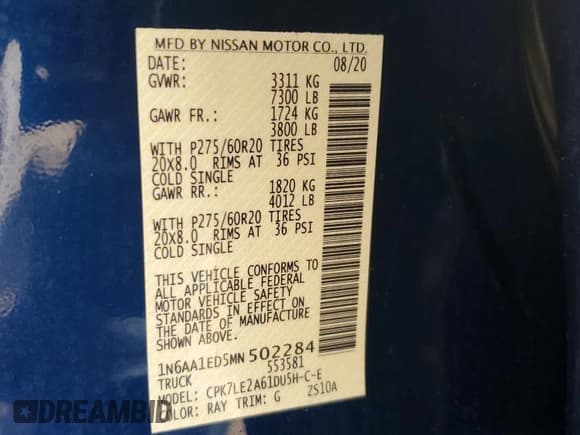 MFD BY NISSAN MOTOR CO., LTD.
DATE: 08/20
GVWR: 3311 KG
7300 LB
GAWR FR.: 1724 KG
3800 LB
WITH P275/60R20 TIRES
20X8.0 RIMS AT 36 PSI
COLD SINGLE
GAWR RR.: 1820 KG
4012 LB
WITH P275/60R20 TIRES
20X8.0 RIMS AT 36 PSI
COLD SINGLE
THIS VEHICLE CONFORMS TO
ALL APPLICABLE FEDERAL
MOTOR VEHICLE SAFETY
STANDARDS IN EFFECT ON
THE DATE OF MANUFACTURE
SHOWN ABOVE.
1N6AA1ED5MN 502284
TRUCK 553581
MODEL: CPK7LE2A61DU5H-C-E
COLOR: RAY TRIM: G ZS10A
DREAMBID